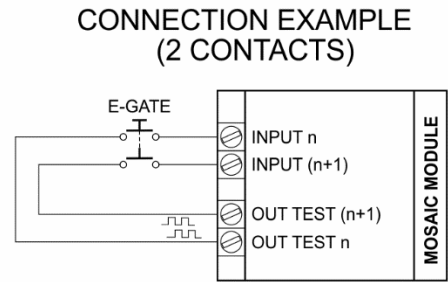 CONNECTION EXAMPLE
(2 CONTACTS)
E-GATE
INPUT n
INPUT (n+1)
OUT TEST (n+1)
OUT TEST n
MOSAIC MODULE